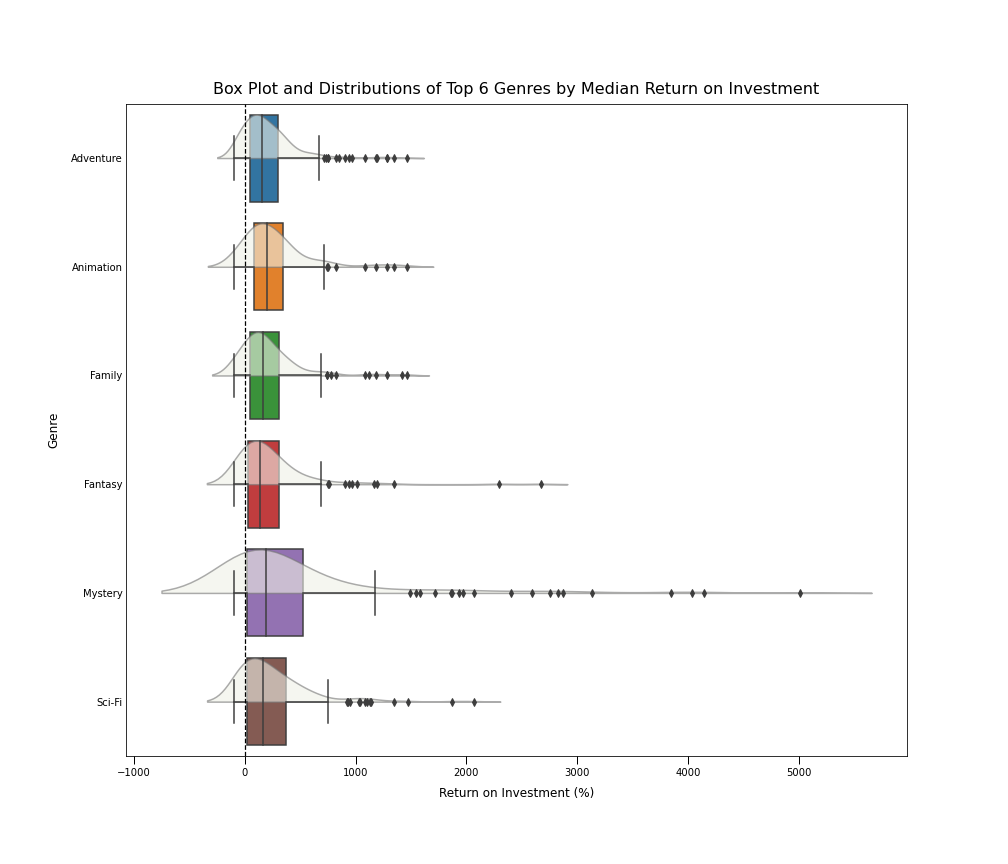 Box Plot and Distributions of Top 6 Genres by Median Return on Investment
Adventure
Animation
Family
Genre
Fantasy
Mystery
Sci-Fi
−1000 0 1000 2000 3000 4000 5000
Return on Investment (%)